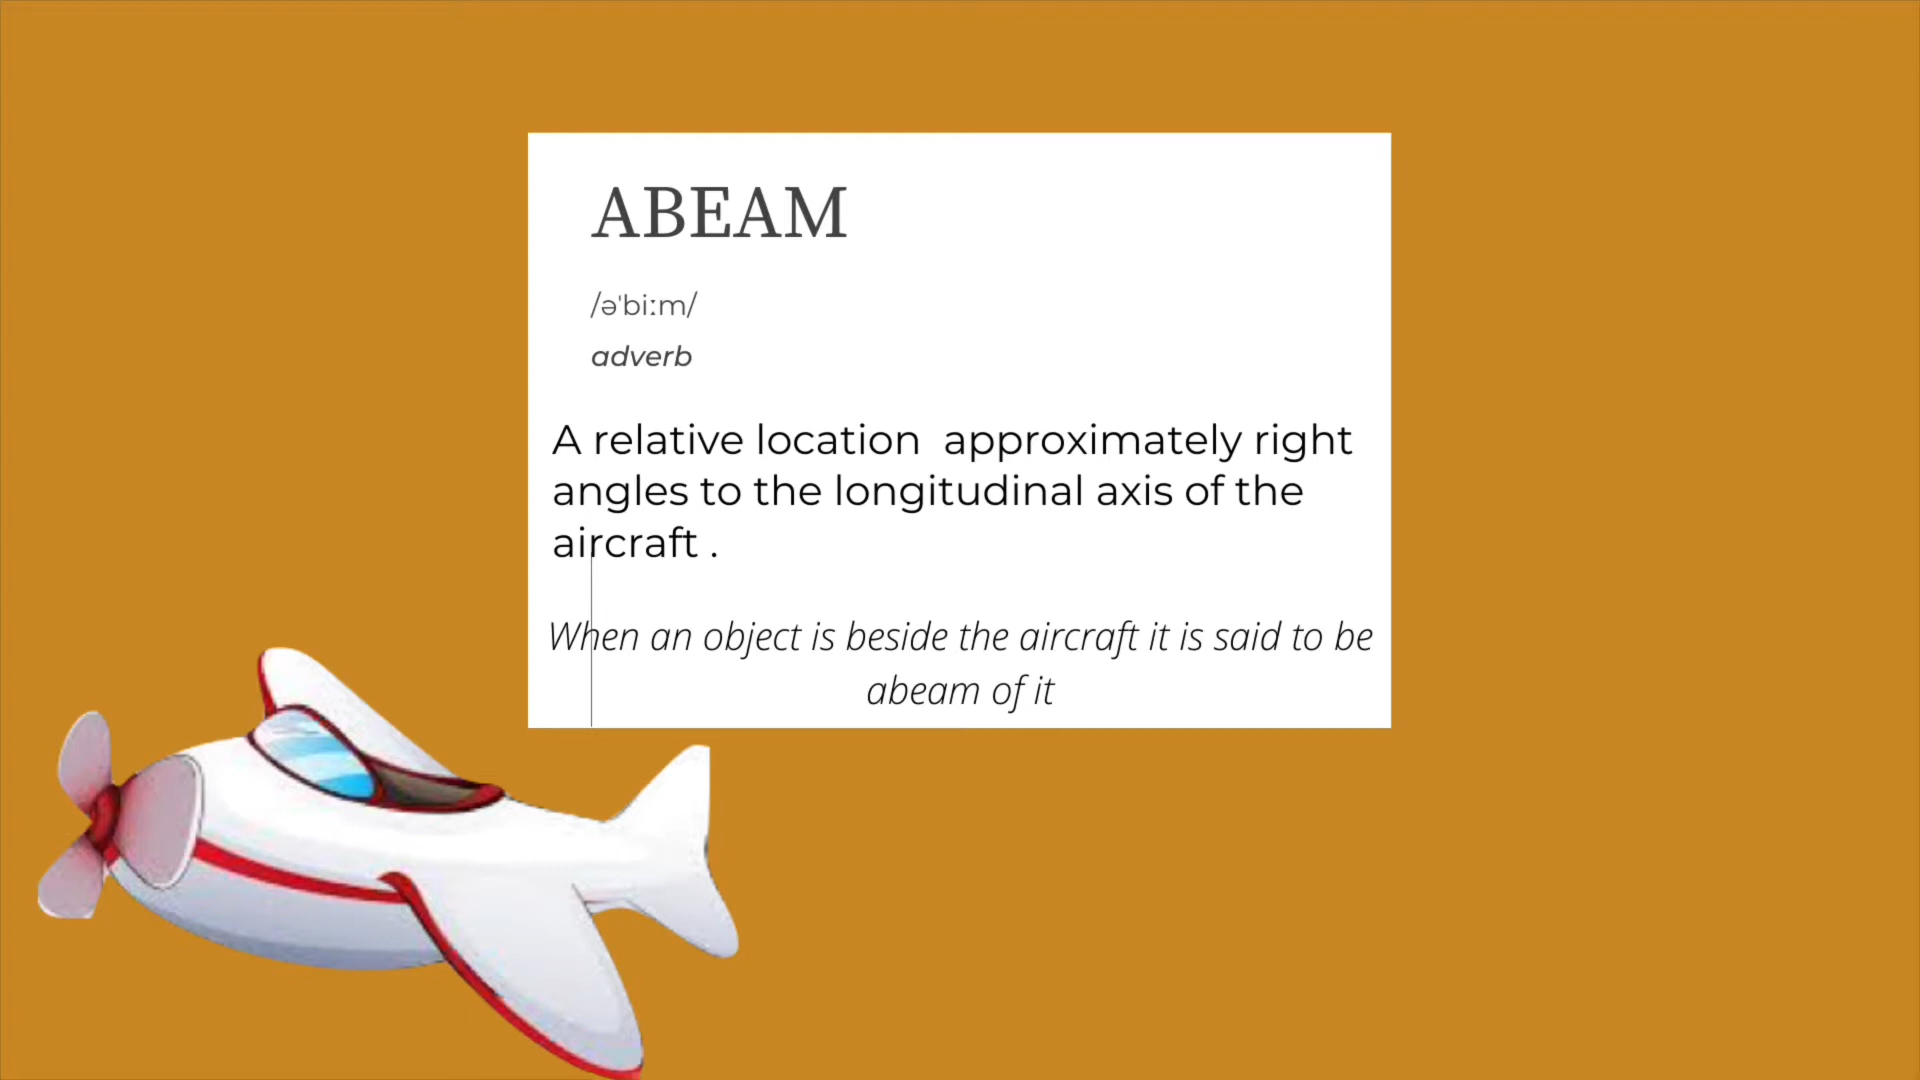 ABEAM
/ə'biːm/
adverb
A relative location  approximately right
angles to the longitudinal axis of the
aircraft .
When an object is beside the aircraft it is said to be
abeam of it